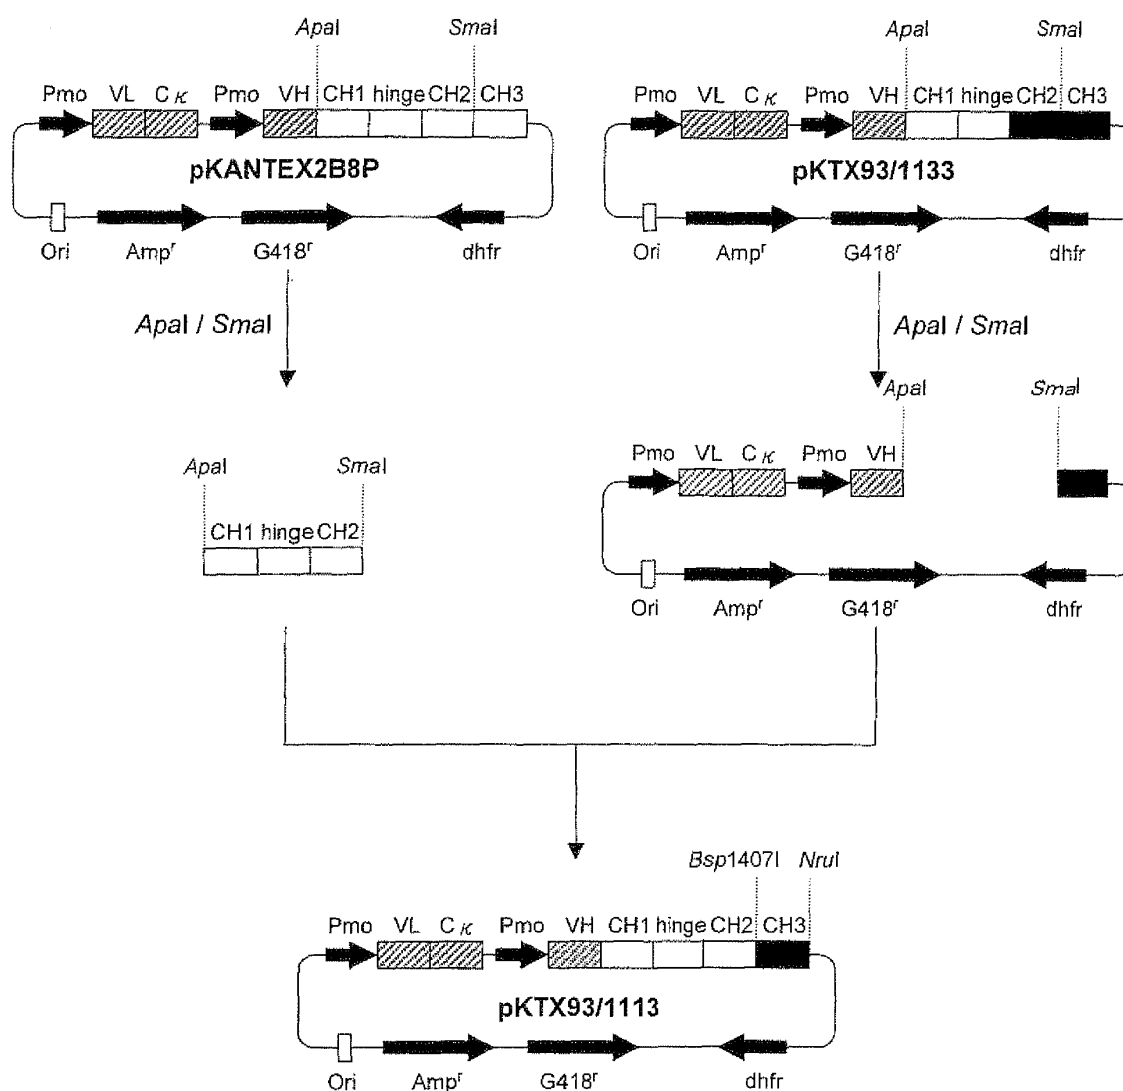 ApaI SmaI
Pmo VL Cκ Pmo VH CH1 hinge CH2 CH3
pKANTEX2B8P
Ori Ampʳ G418ʳ dhfr
ApaI / SmaI
ApaI SmaI
Pmo VL Cκ Pmo VH CH1 hinge CH2 CH3
pKTX93/1133
Ori Ampʳ G418ʳ dhfr
ApaI / SmaI
ApaI SmaI
CH1 hinge CH2
ApaI SmaI
Pmo VL Cκ Pmo VH
Ori Ampʳ G418ʳ dhfr
Bsp1407I NruI
Pmo VL Cκ Pmo VH CH1 hinge CH2 CH3
pKTX93/1113
Ori Ampʳ G418ʳ dhfr